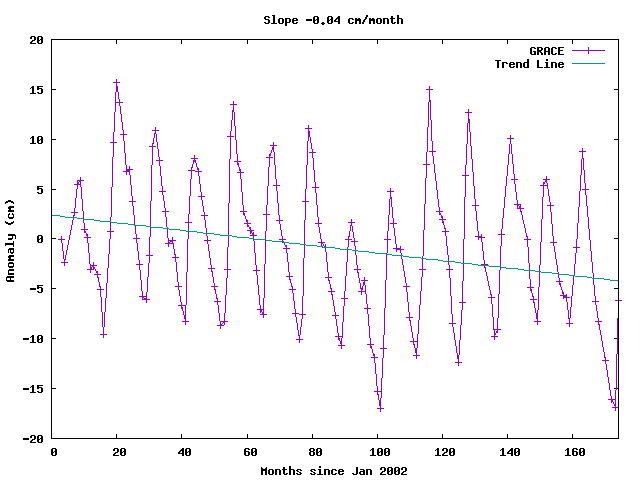 Slope -0.04 cm/month
GRACE
Trend Line
20
15
10
5
0
-5
-10
-15
-20
Anomaly (cm)
0 20 40 60 80 100 120 140 160
Months since Jan 2002